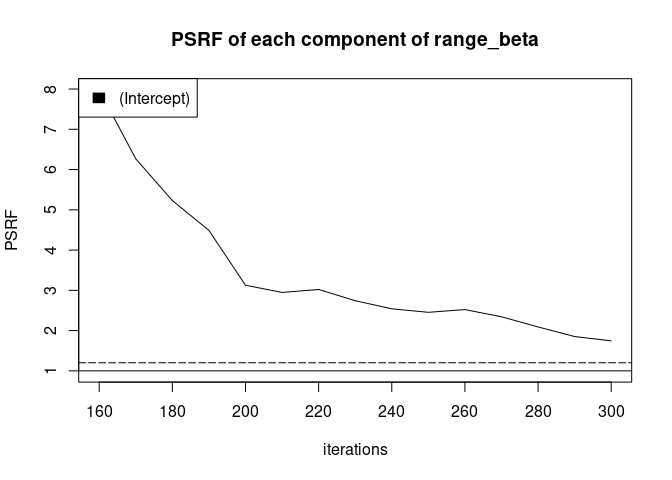 PSRF of each component of range_beta
(Intercept)
8
7
6
5
4
3
2
1
PSRF
160 180 200 220 240 260 280 300
iterations